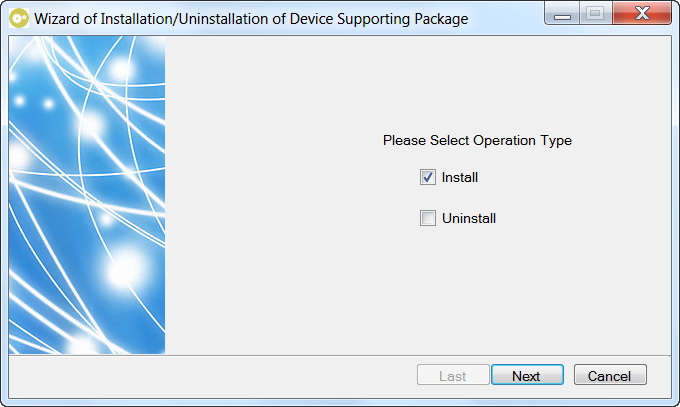 Wizard of Installation/Uninstallation of Device Supporting Package
Please Select Operation Type
Install
Uninstall
Last Next Cancel